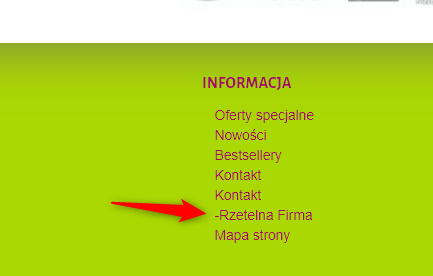 INFORMACJA
Oferty specjalne
Nowości
Bestsellery
Kontakt
Kontakt
-Rzetelna Firma
Mapa strony